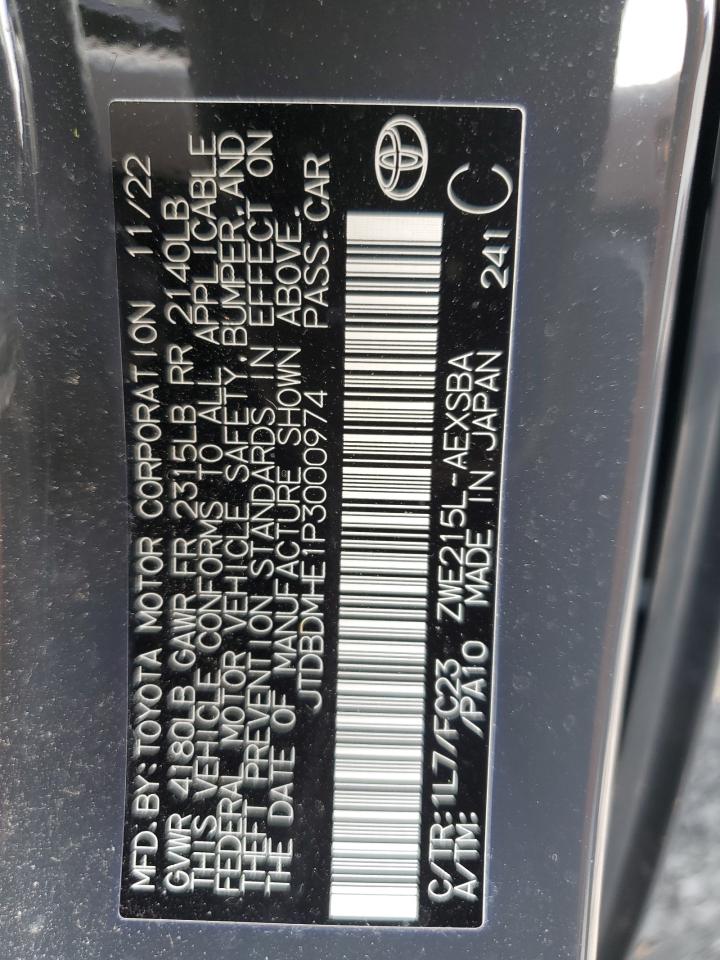 MFD. BY: TOYOTA MOTOR CORPORATION 11/22
GVWR 4180LB GAWR FR 2315LB RR 2140LB
THIS VEHICLE CONFORMS TO ALL APPLICABLE
FEDERAL MOTOR VEHICLE SAFETY, BUMPER, AND
THEFT PREVENTION STANDARDS IN EFFECT ON
THE DATE OF MANUFACTURE SHOWN ABOVE.
JTDBDMHE1P3000974 PASS. CAR
C/TR: 1L7/FC23 ZWE215L-AEXSBA
A/TM: /PA10 MADE IN JAPAN 241
C